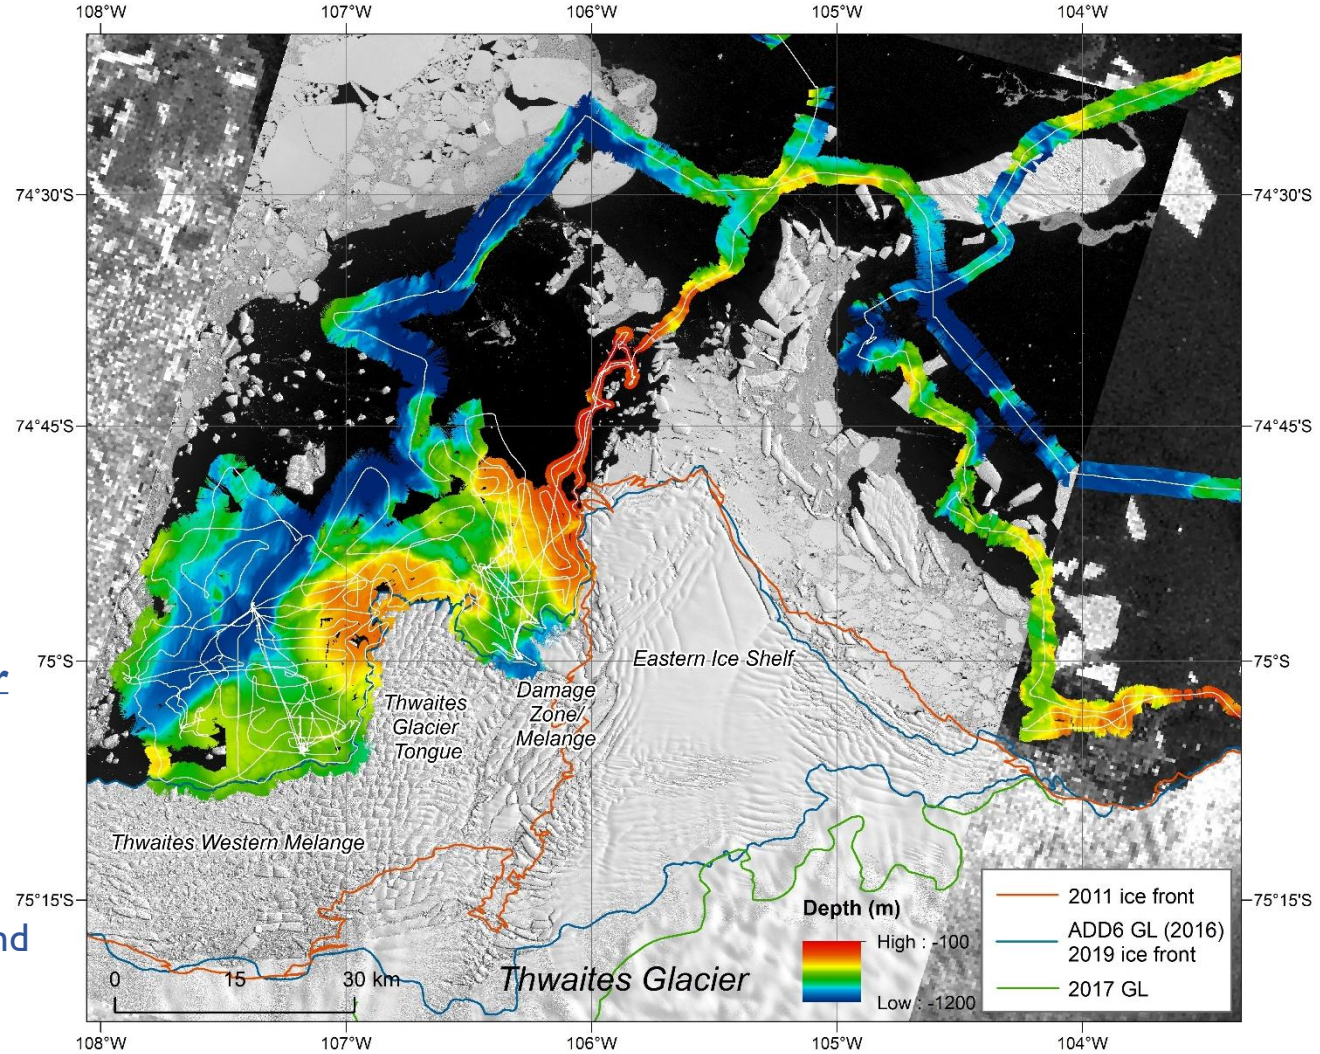 108°W 107°W 106°W 105°W 104°W
74°30'S 74°30'S
74°45'S 74°45'S
75°S 75°S
r
Eastern Ice Shelf
Damage
Zone/
Melange
Thwaites
Glacier
Tongue
Thwaites Western Melange
75°15'S 75°15'S
nd
0 15 30 km
Thwaites Glacier
Depth (m)
High : -100
Low : -1200
2011 ice front
ADD6 GL (2016)
2019 ice front
2017 GL
108°W 107°W 106°W 105°W 104°W